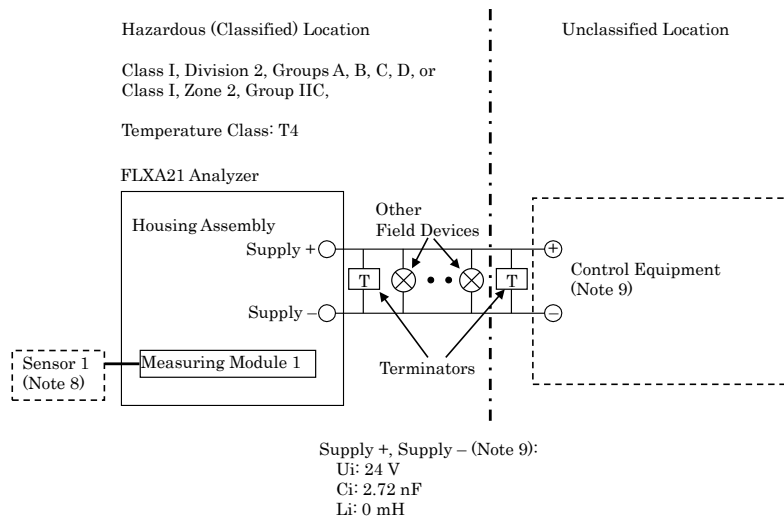 Hazardous (Classified) Location
Unclassified Location
Class I, Division 2, Groups A, B, C, D, or
Class I, Zone 2, Group IIC,
Temperature Class: T4
FLXA21 Analyzer
Housing Assembly
Other
Field Devices
Supply +
+
T
T
Control Equipment
(Note 9)
Supply –
–
Sensor 1
(Note 8)
Measuring Module 1
Terminators
Supply +, Supply – (Note 9):
Ui: 24 V
Ci: 2.72 nF
Li: 0 mH